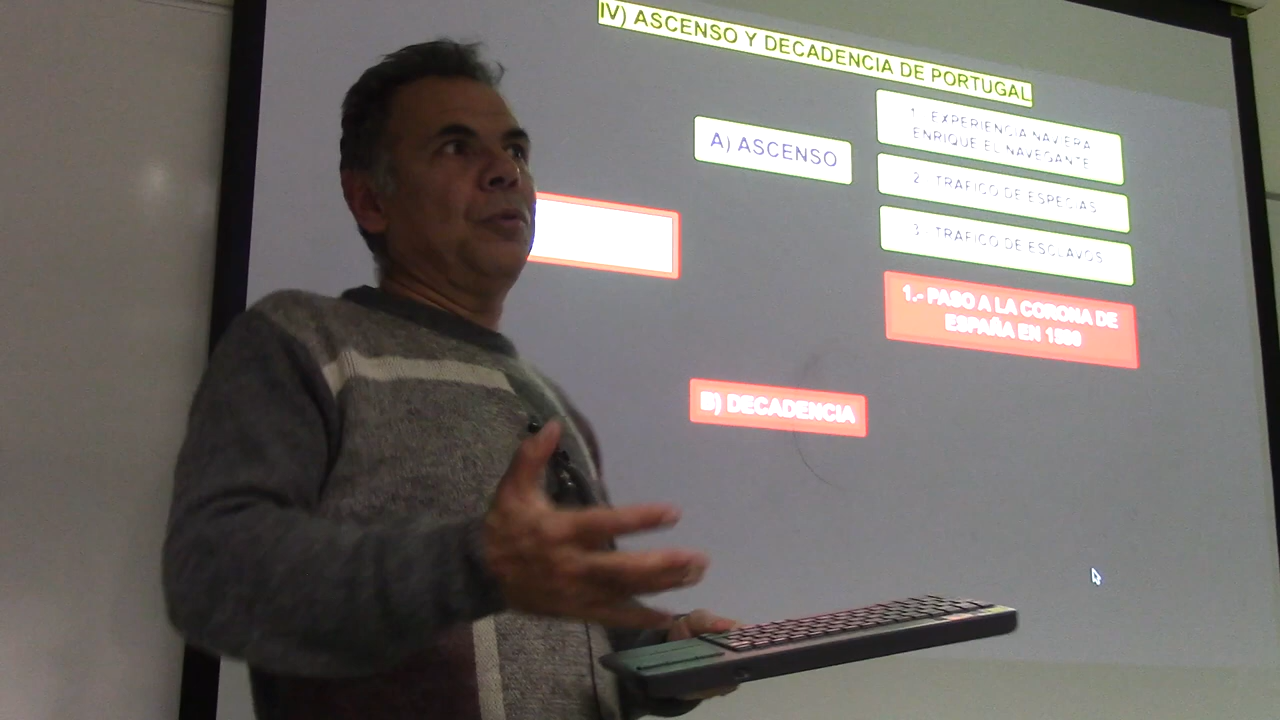 IV) ASCENSO Y DECADENCIA DE PORTUGAL
A) ASCENSO
1.- EXPERIENCIA NAVIERA
ENRIQUE EL NAVEGANTE
2.- TRAFICO DE ESPECIAS
3.- TRAFICO DE ESCLAVOS
1.- PASO A LA CORONA DE
ESPAÑA EN 1580
B) DECADENCIA